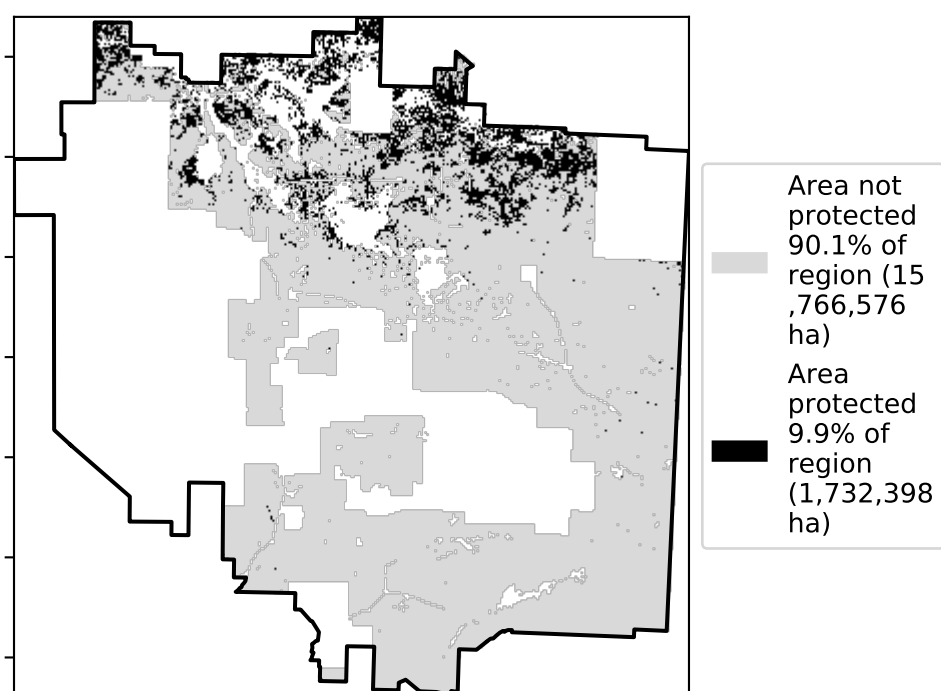 Area not
protected
90.1% of
region (15
,766,576
ha)
Area
protected
9.9% of
region
(1,732,398
ha)